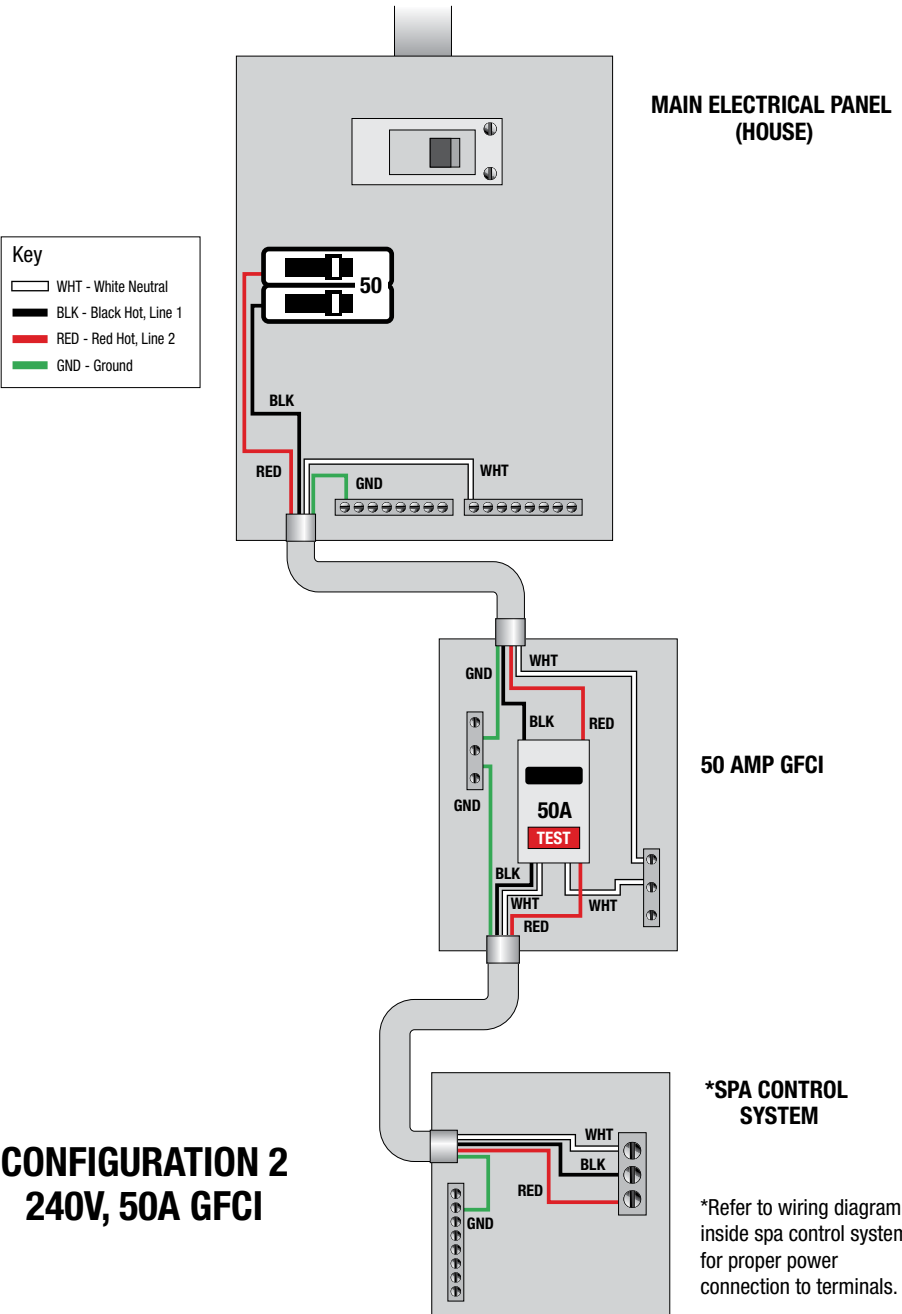 MAIN ELECTRICAL PANEL
(HOUSE)
Key
WHT - White Neutral
BLK - Black Hot, Line 1
RED - Red Hot, Line 2
GND - Ground
50
BLK
RED
GND
WHT
WHT
GND
BLK
RED
50 AMP GFCI
GND
50A
TEST
BLK
WHT
WHT
RED
*SPA CONTROL
SYSTEM
WHT
BLK
RED
GND
CONFIGURATION 2
240V, 50A GFCI
*Refer to wiring diagram
inside spa control system
for proper power
connection to terminals.